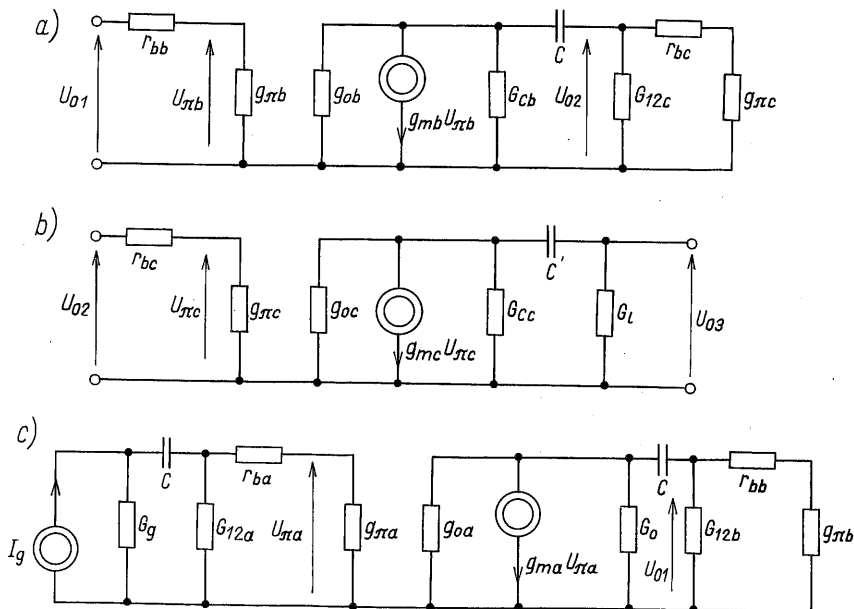 a)
r_bb
U_01
U_πb
g_πb
g_ob
g_mb U_πb
G_cb
C
U_02
G_12c
r_bc
g_πc
b)
r_bc
U_02
U_πc
g_πc
g_oc
g_mc U_πc
G_cc
C'
G_L
U_03
c)
I_g
G_g
C
G_12a
r_ba
U_πa
g_πa
g_oa
g_ma U_πa
G_o
C
U_01
G_12b
r_bb
g_πb